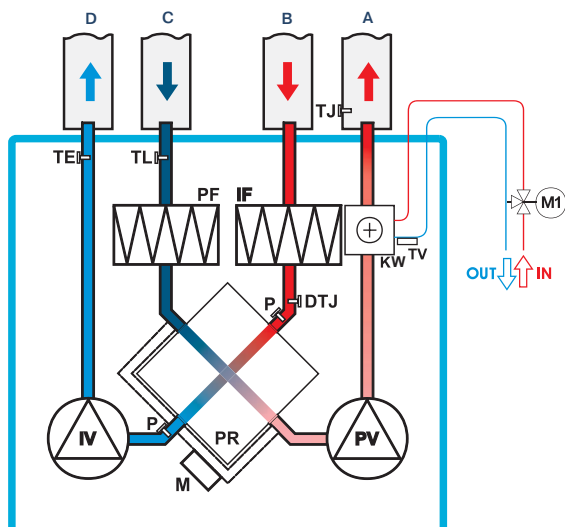 D C B A
TJ
TE TL
PF IF
M1
TV
KW
OUT IN
P DTJ
P
IV PR PV
M